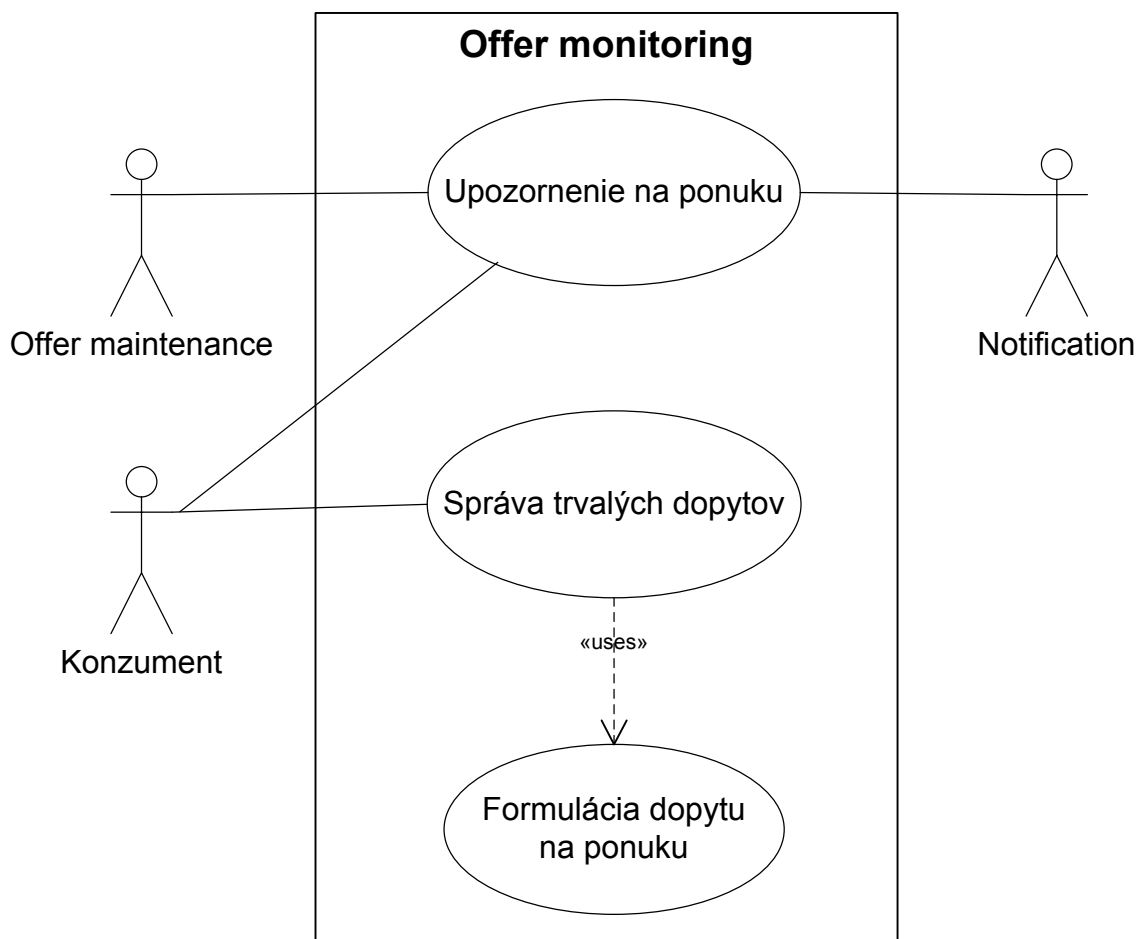 Offer monitoring
Upozornenie na ponuku
Offer maintenance
Notification
Správa trvalých dopytov
Konzument
«uses»
Formulácia dopytu
na ponuku